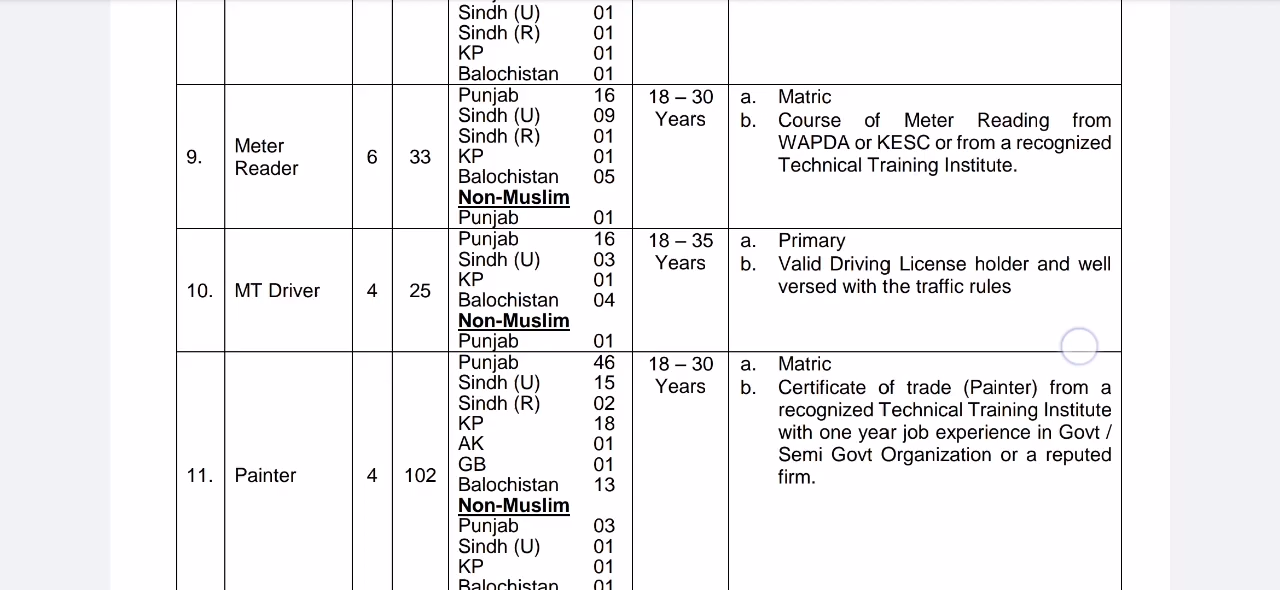 Sindh (U) 01
Sindh (R) 01
KP 01
Balochistan 01
9. Meter Reader 6 33
Punjab 16
Sindh (U) 09
Sindh (R) 01
KP 01
Balochistan 05
Non-Muslim
Punjab 01
18 – 30
Years
a. Matric
b. Course of Meter Reading from
WAPDA or KESC or from a recognized
Technical Training Institute.
10. MT Driver 4 25
Punjab 16
Sindh (U) 03
KP 01
Balochistan 04
Non-Muslim
Punjab 01
18 – 35
Years
a. Primary
b. Valid Driving License holder and well
versed with the traffic rules
11. Painter 4 102
Punjab 46
Sindh (U) 15
Sindh (R) 02
KP 18
AK 01
GB 01
Balochistan 13
Non-Muslim
Punjab 03
Sindh (U) 01
KP 01
Balochistan 01
18 – 30
Years
a. Matric
b. Certificate of trade (Painter) from a
recognized Technical Training Institute
with one year job experience in Govt /
Semi Govt Organization or a reputed
firm.